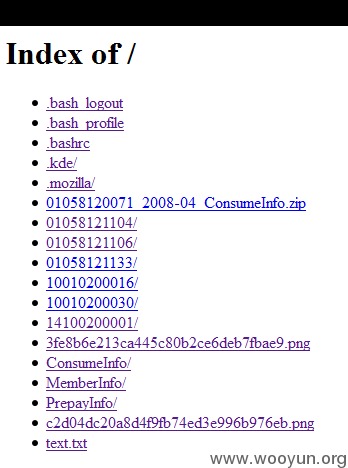 Index of /
.bash_logout
.bash_profile
.bashrc
.kde/
.mozilla/
01058120071_2008-04_ConsumeInfo.zip
01058121104/
01058121106/
01058121133/
10010200016/
10010200030/
14100200001/
3fe8b6e213ca445c80b2ce6deb7fbae9.png
ConsumeInfo/
MemberInfo/
PrepayInfo/
c2d04dc20a8d4f9fb74ed3e996b976eb.png
text.txt
www.wooyun.org